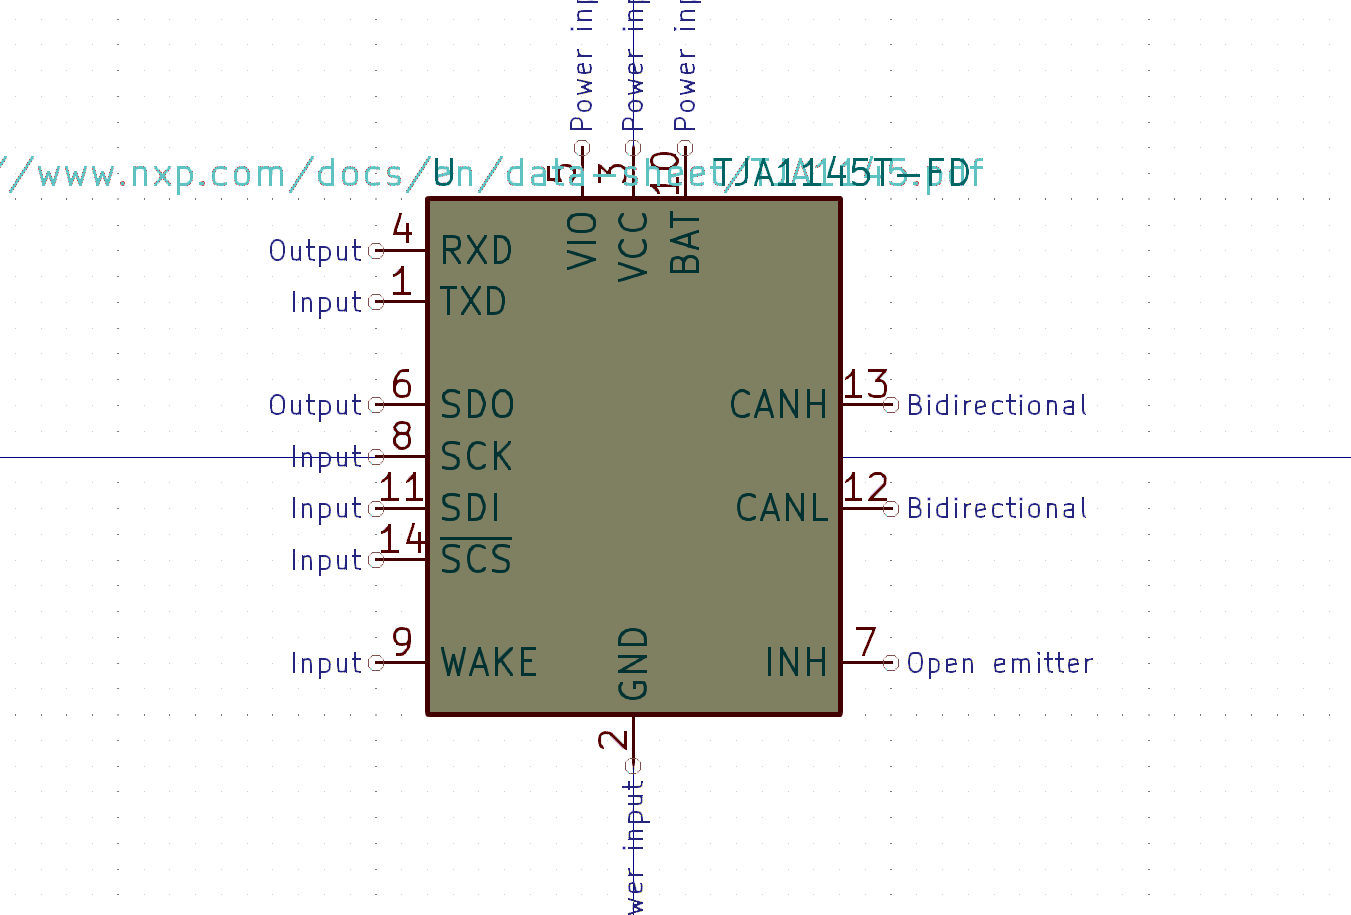 Power inp
Power inp
Power inp
//www.nxp.com/docs/en/data-sheet/TJA1145.pdf
U
TJA1145T-FD
5
3
10
VIO
VCC
BAT
Output
4
RXD
Input
1
TXD
Output
6
SDO
Input
8
SCK
Input
11
SDI
Input
14
SCS
Input
9
WAKE
CANH
13
Bidirectional
CANL
12
Bidirectional
INH
7
Open emitter
GND
2
wer input